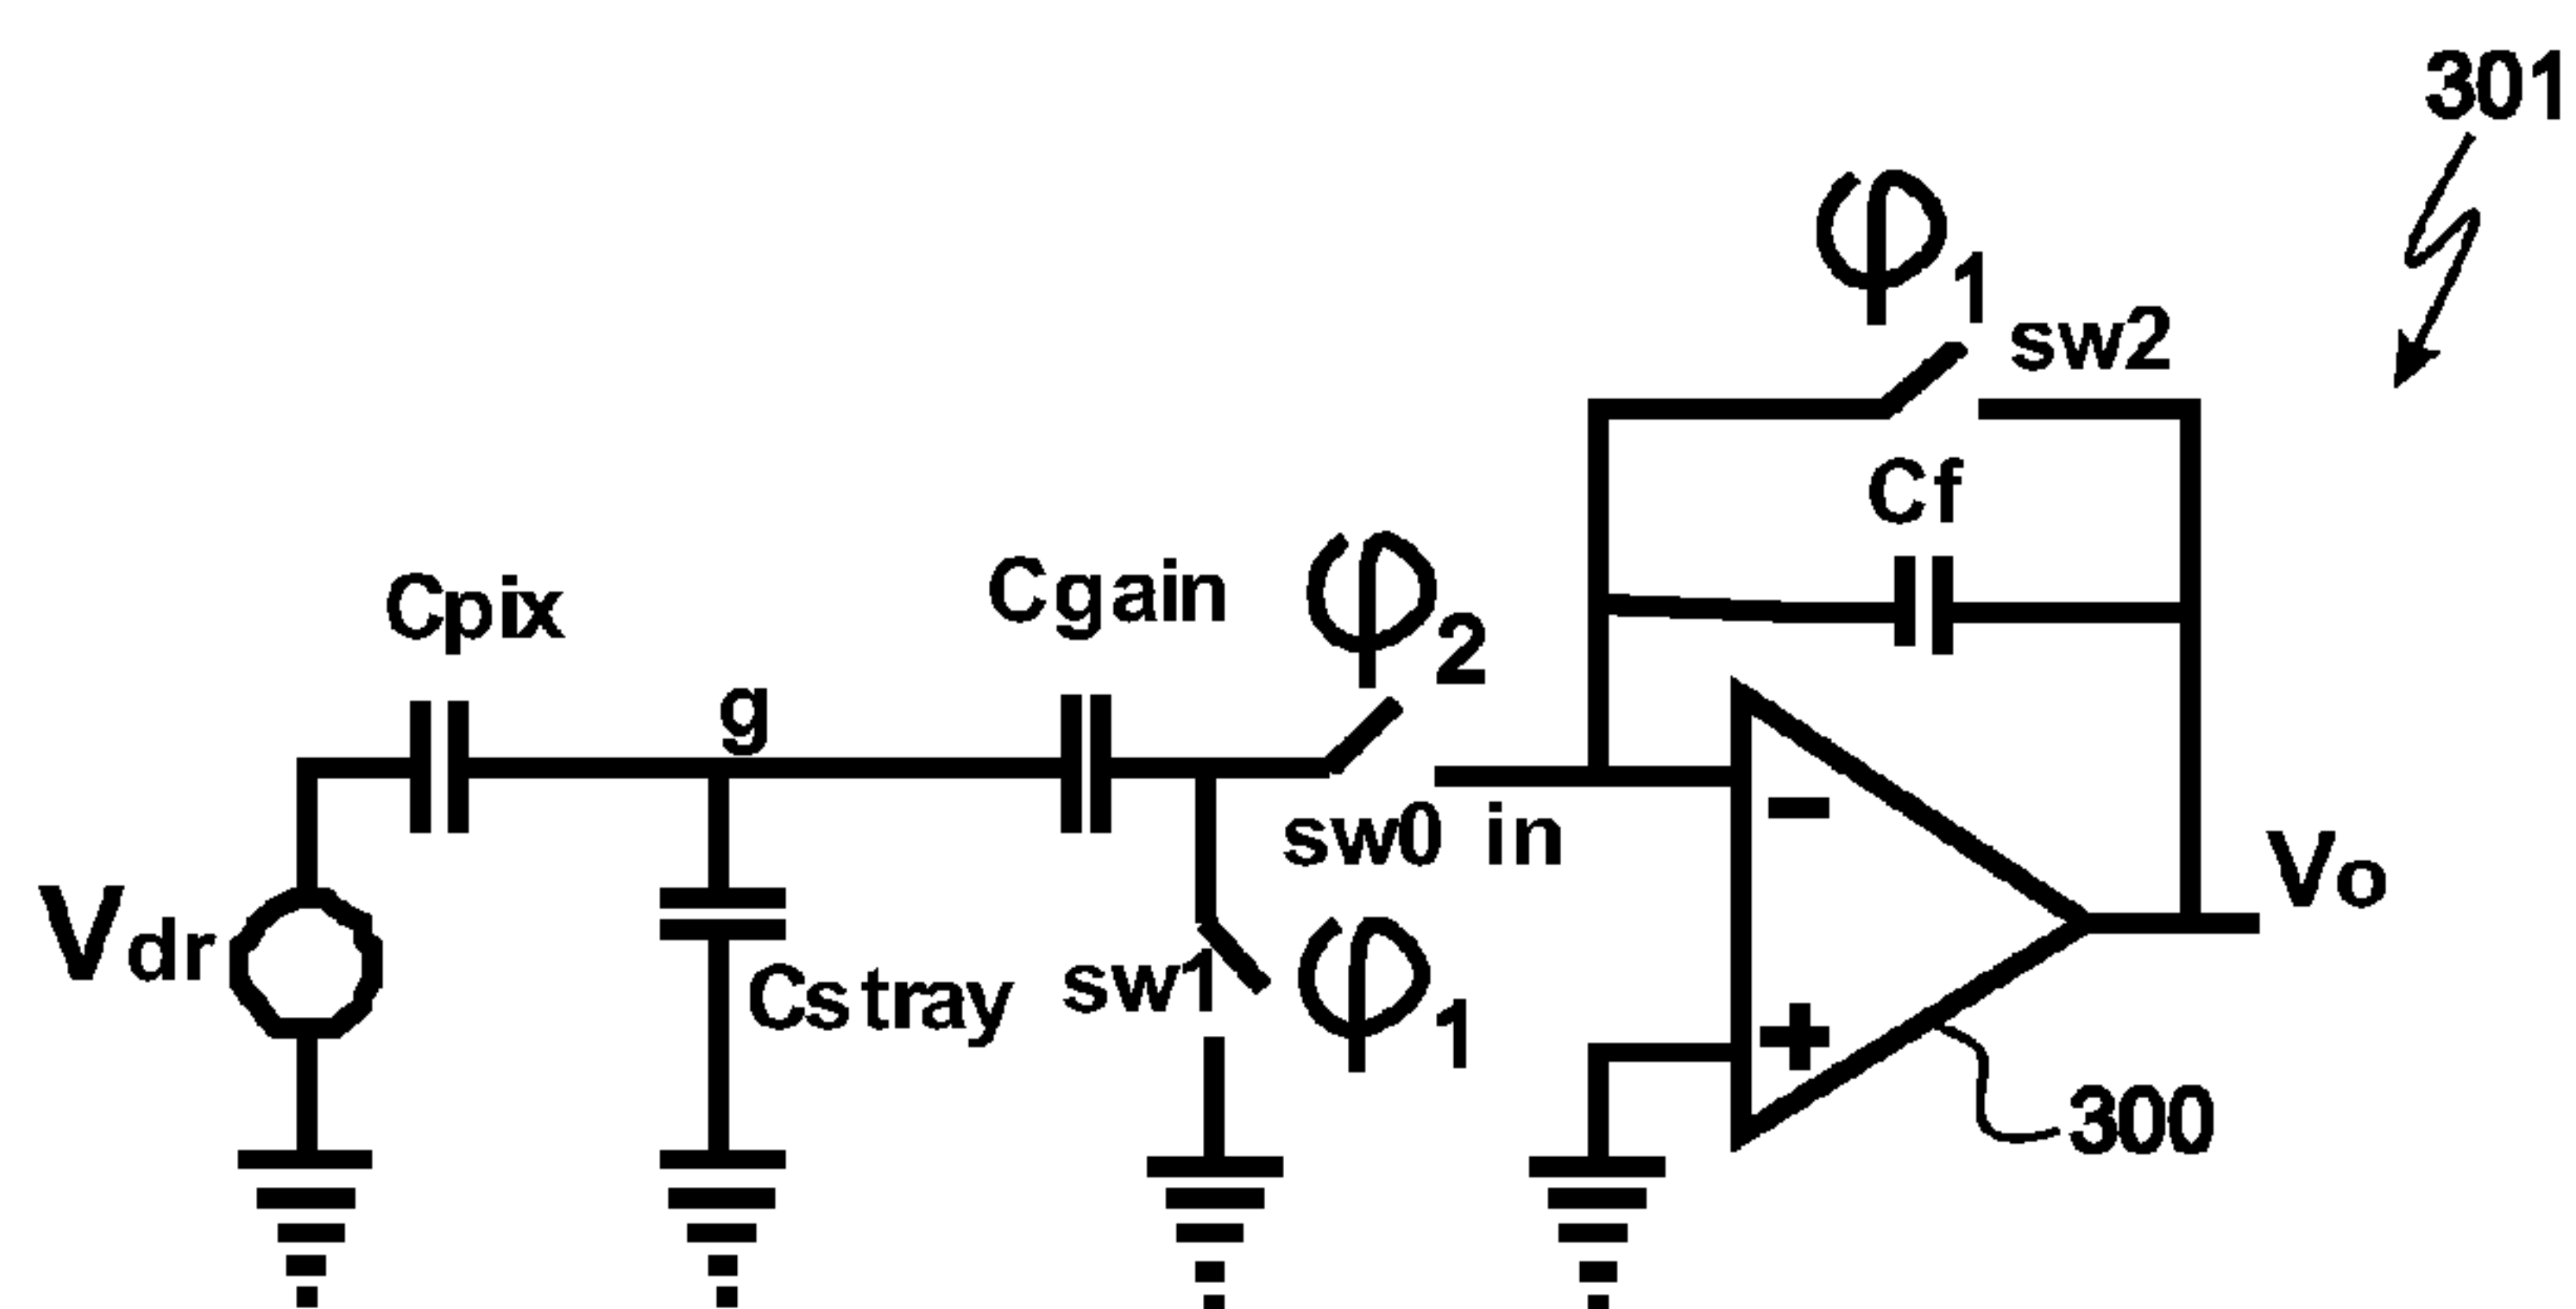 301
φ1
sw2
Cf
Cpix
Cgain
φ2
g
sw0
in
-
Vdr
Cstray
sw1
φ1
Vo
+
300